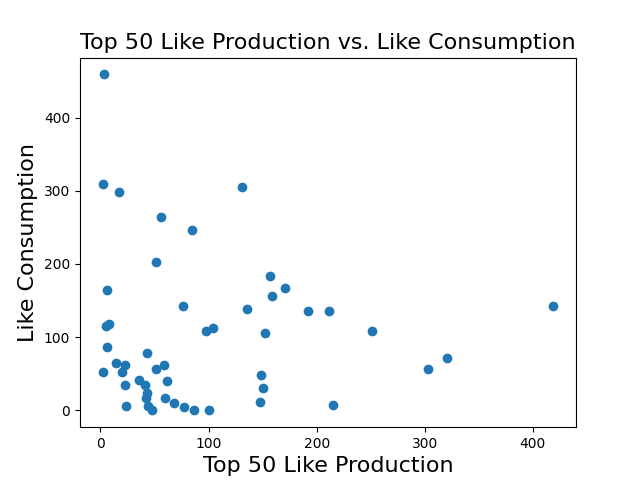 Top 50 Like Production vs. Like Consumption
400
300
200
100
0
Like Consumption
0 100 200 300 400
Top 50 Like Production